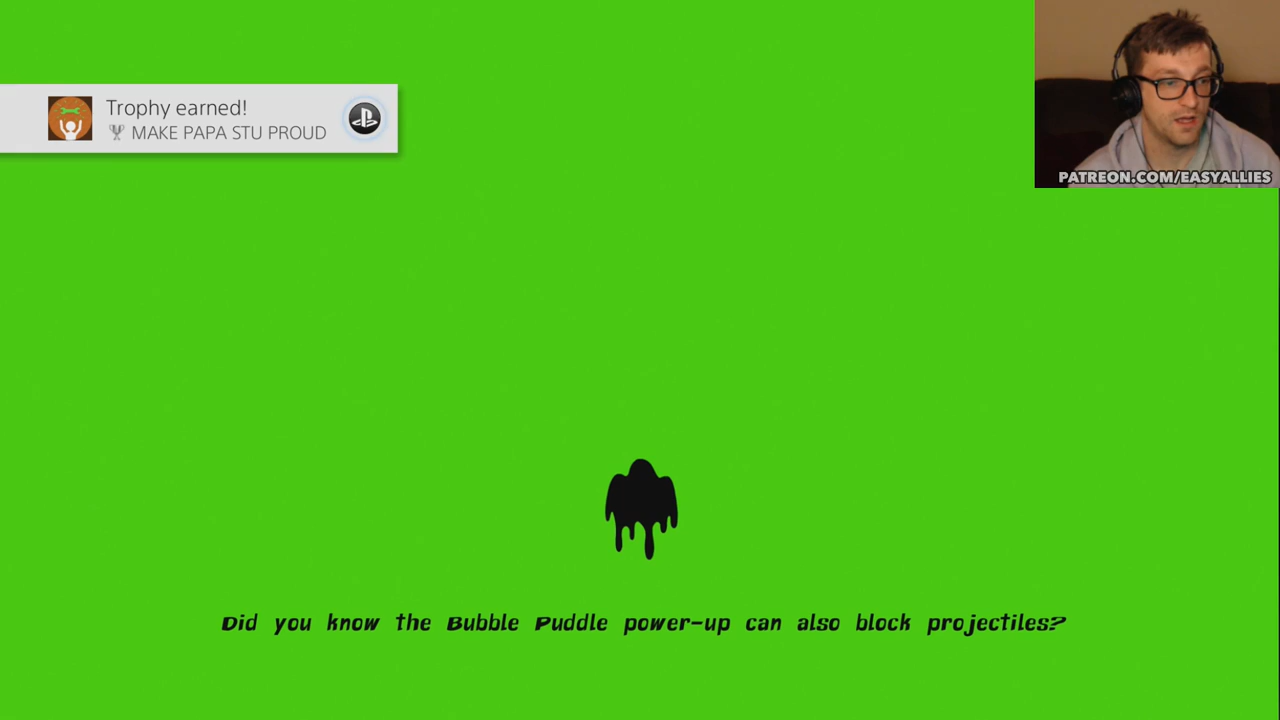 Trophy earned!
MAKE PAPA STU PROUD
PATREON.COM/EASYALLIES
Did you know the Bubble Puddle power-up can also block projectiles?